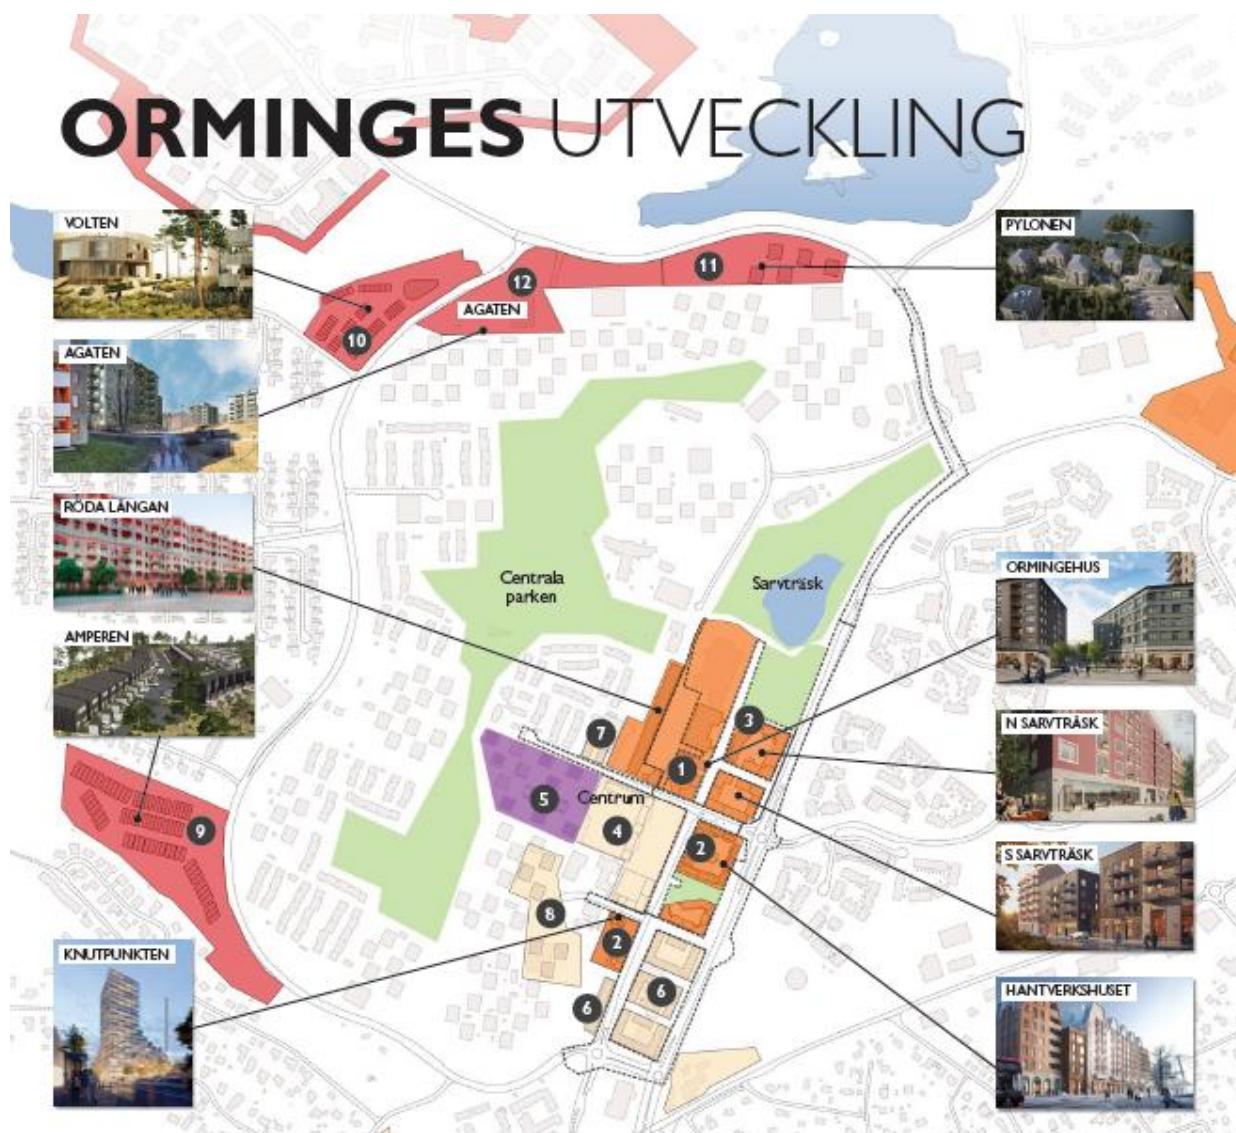 ORMINGES UTVECKLING
VOLTEN
PYLONEN
11
12
AGATEN
10
AGATEN
RÖDA LÄNGAN
Centrala
parken
Sarvträsk
ORMINGEHUS
AMPEREN
3
N SARVTRÄSK
7
1
5
Centrum
4
9
2
S SARVTRÄSK
8
2
KNUTPUNKTEN
6
6
HANTVERKSHUSET